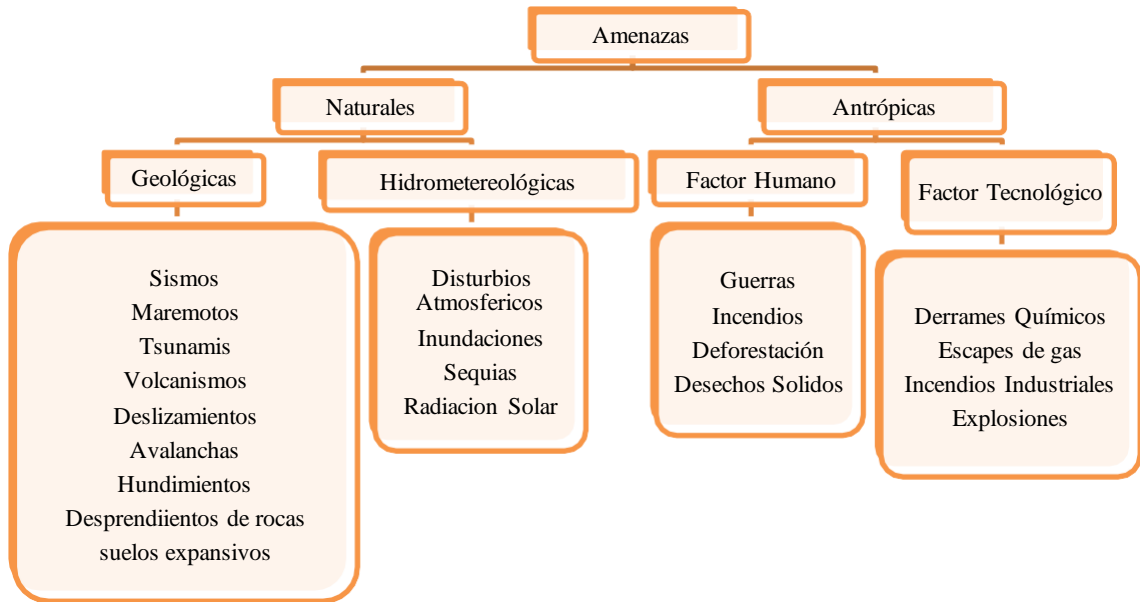 Amenazas
Naturales
Antrópicas
Geológicas
Hidrometereológicas
Factor Humano
Factor Tecnológico
Sismos
Maremotos
Tsunamis
Volcanismos
Deslizamientos
Avalanchas
Hundimientos
Desprendiientos de rocas
suelos expansivos
Disturbios
Atmosfericos
Inundaciones
Sequias
Radiacion Solar
Guerras
Incendios
Deforestación
Desechos Solidos
Derrames Químicos
Escapes de gas
Incendios Industriales
Explosiones